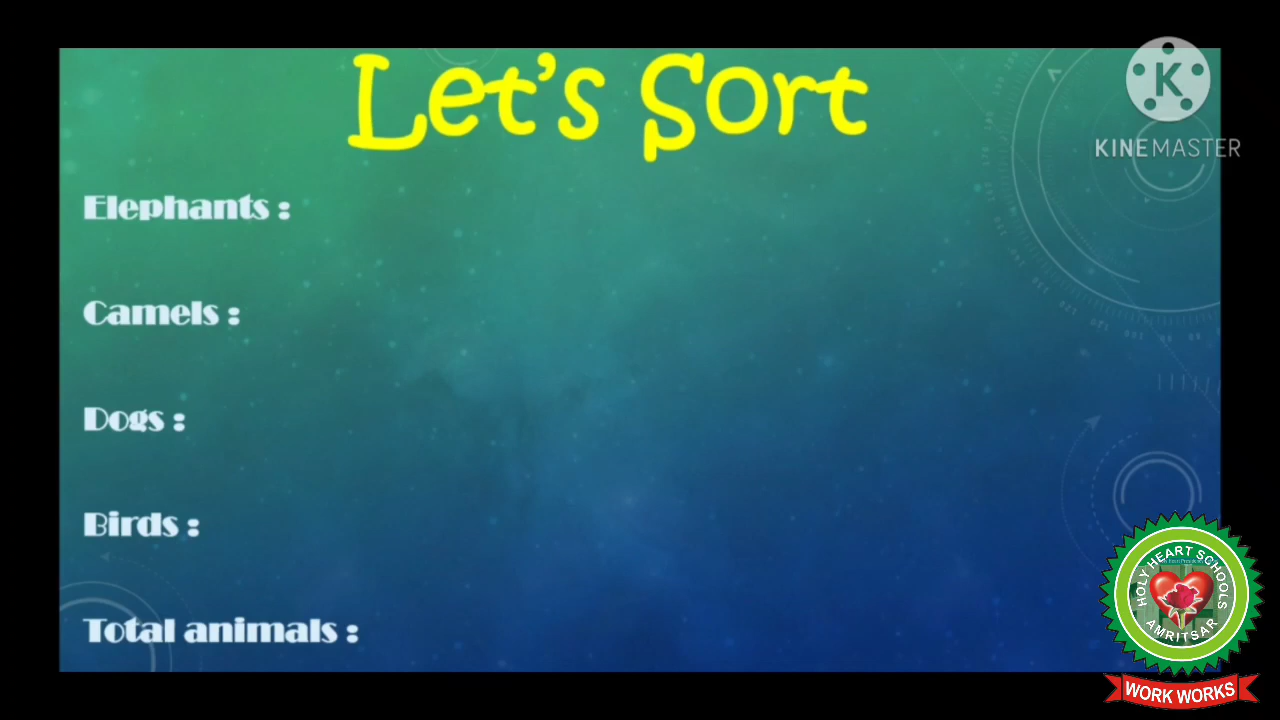 Let's Sort
KINEMASTER
Elephants :
Camels :
Dogs :
Birds :
Total animals :
HOLY HEART SCHOOLS
AMRITSAR
WORK WORKS